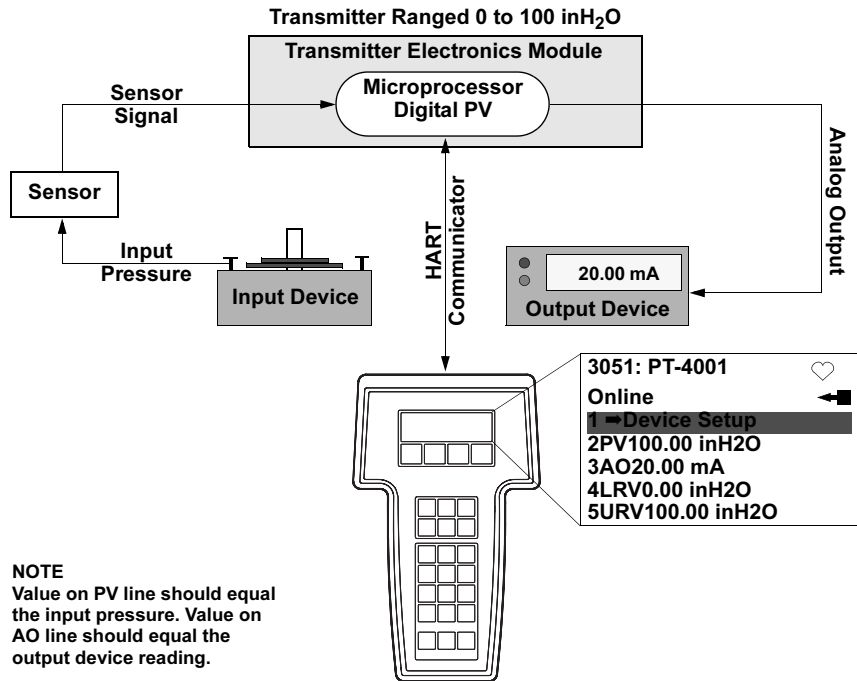 Transmitter Ranged 0 to 100 inH₂O
Transmitter Electronics Module
Microprocessor
Digital PV
Sensor
Signal
Analog Output
Sensor
Input
Pressure
HART
Communicator
Input Device
20.00 mA
Output Device
3051: PT-4001
Online
1 ➡Device Setup
2PV100.00 inH2O
3AO20.00 mA
4LRV0.00 inH2O
5URV100.00 inH2O
NOTE
Value on PV line should equal
the input pressure. Value on
AO line should equal the
output device reading.